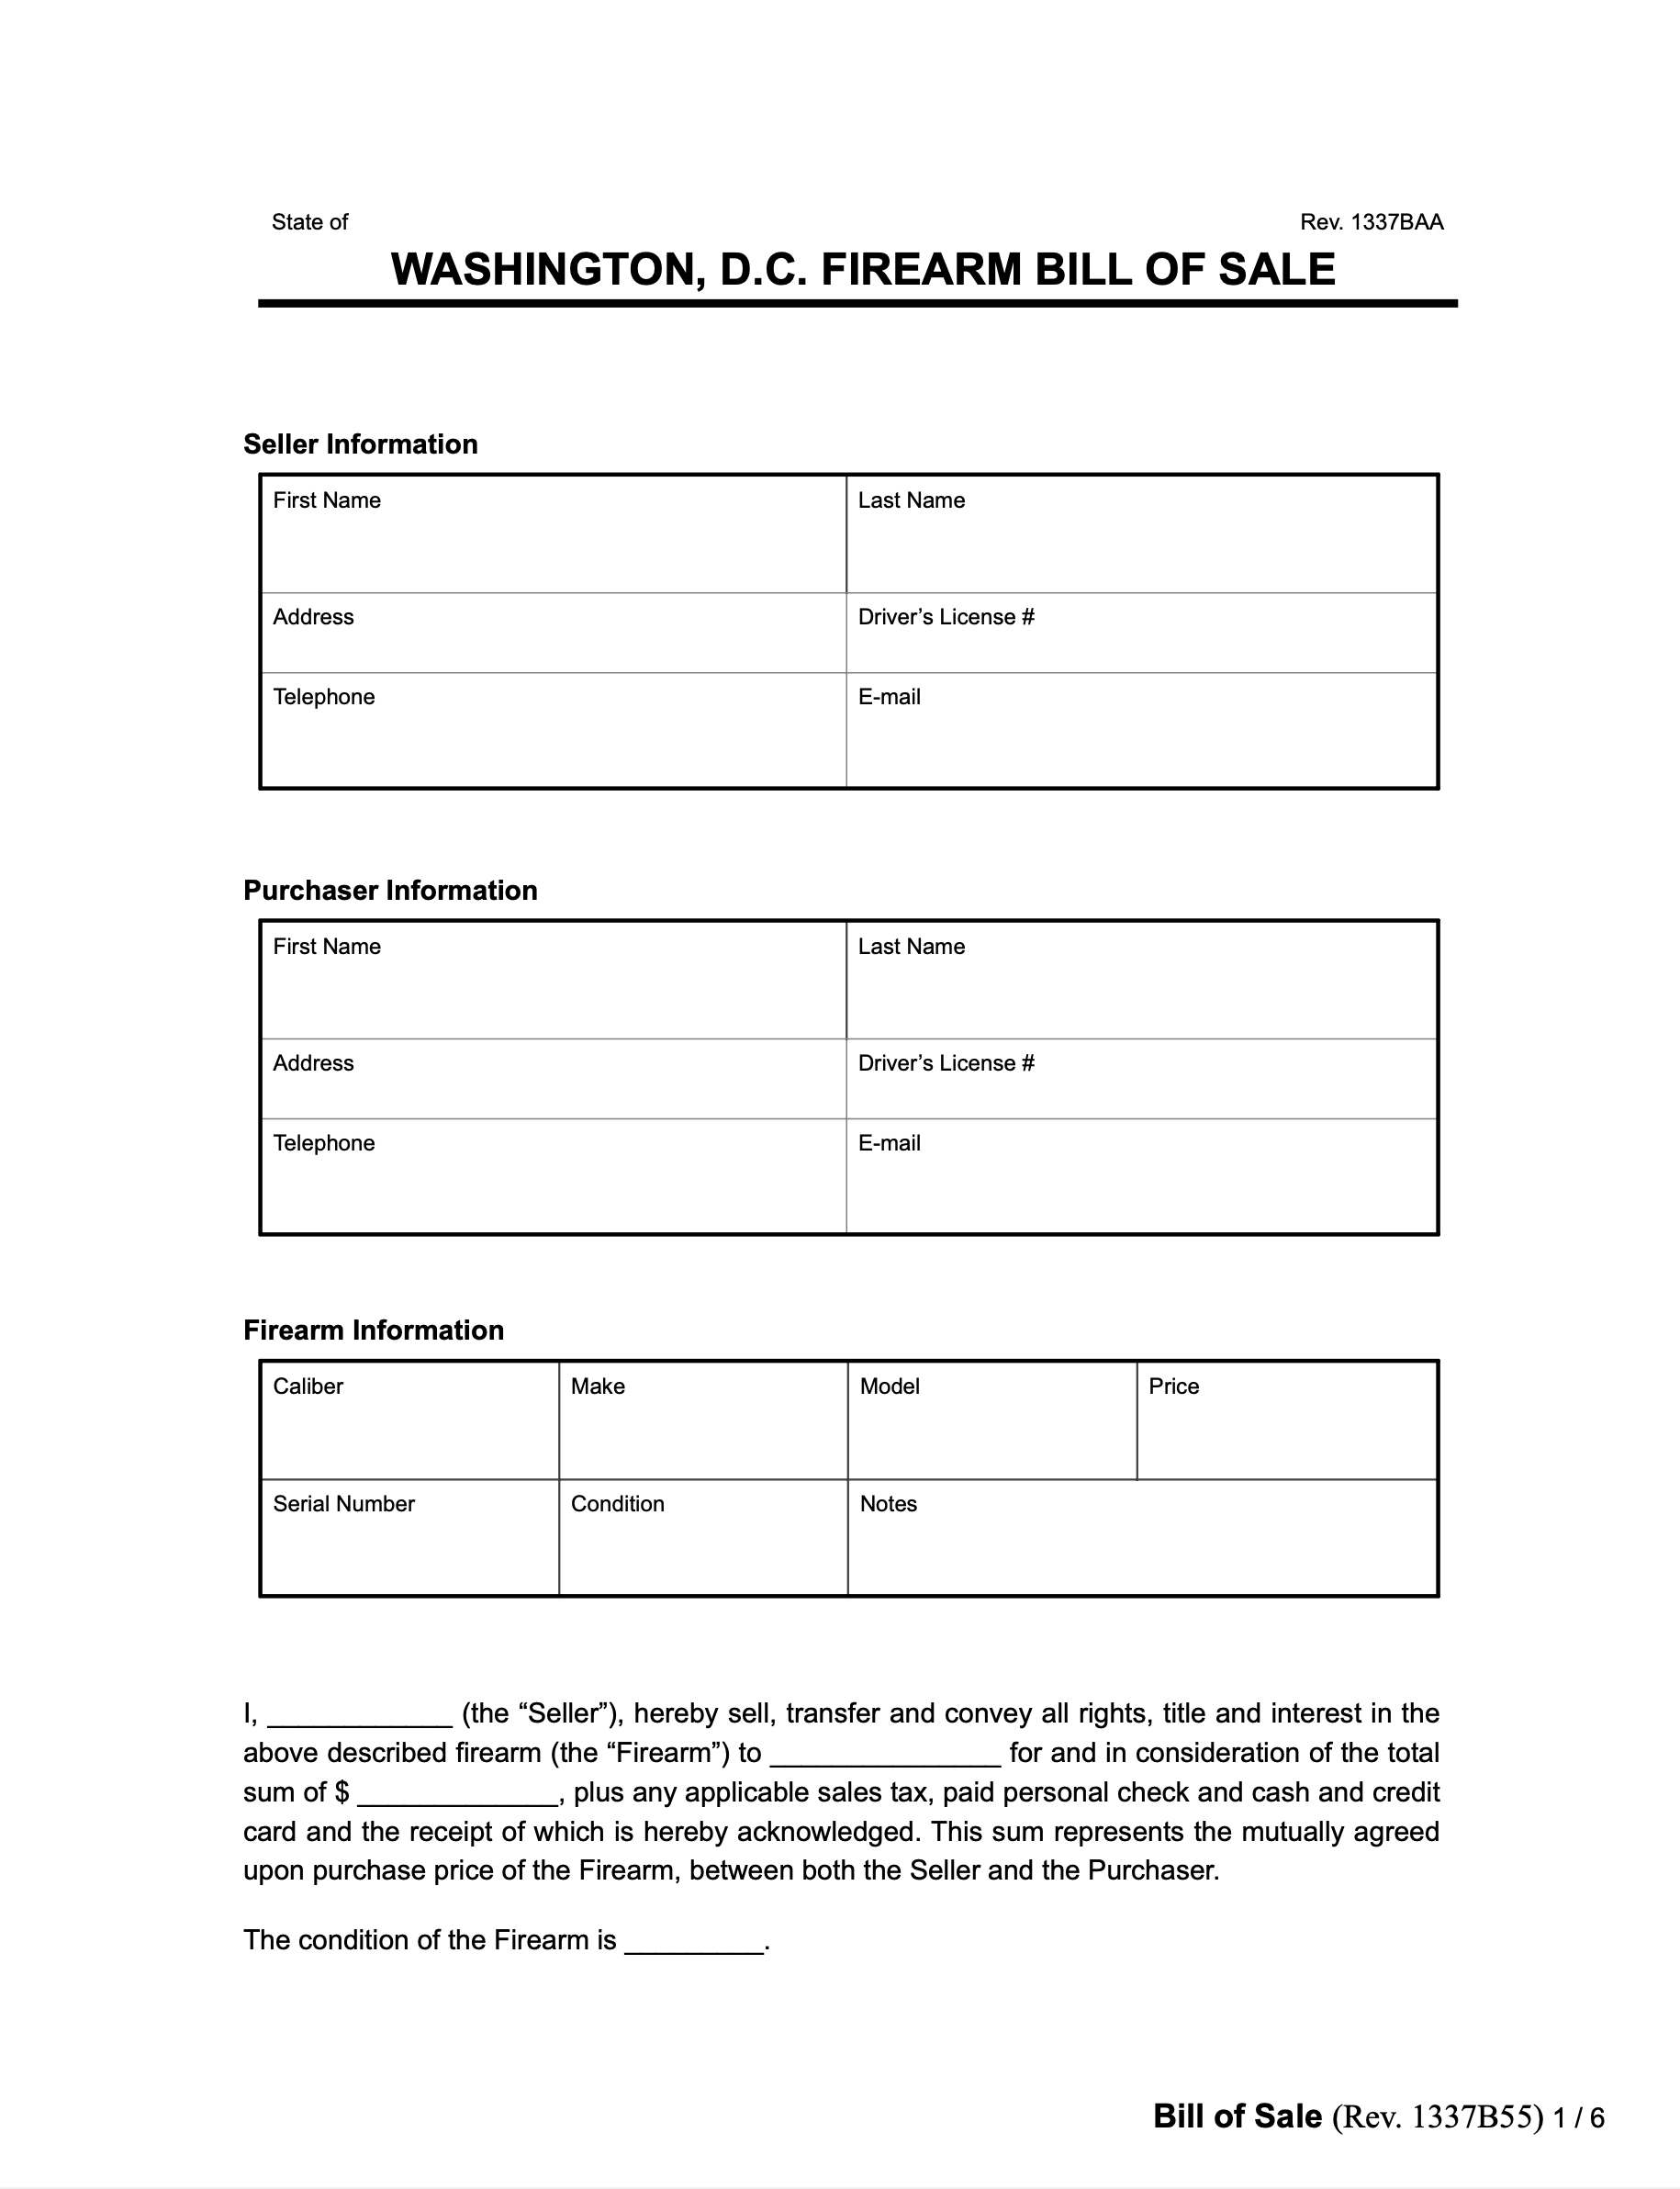 State of Rev. 1337BAA
WASHINGTON, D.C. FIREARM BILL OF SALE
Seller Information
First Name Last Name
Address Driver’s License #
Telephone E-mail
Purchaser Information
First Name Last Name
Address Driver’s License #
Telephone E-mail
Firearm Information
Caliber Make Model Price
Serial Number Condition Notes
I, ____________ (the “Seller”), hereby sell, transfer and convey all rights, title and interest in the
above described firearm (the “Firearm”) to _______________ for and in consideration of the total
sum of $ _____________, plus any applicable sales tax, paid personal check and cash and credit
card and the receipt of which is hereby acknowledged. This sum represents the mutually agreed
upon purchase price of the Firearm, between both the Seller and the Purchaser.
The condition of the Firearm is _________.
Bill of Sale (Rev. 1337B55) 1 / 6